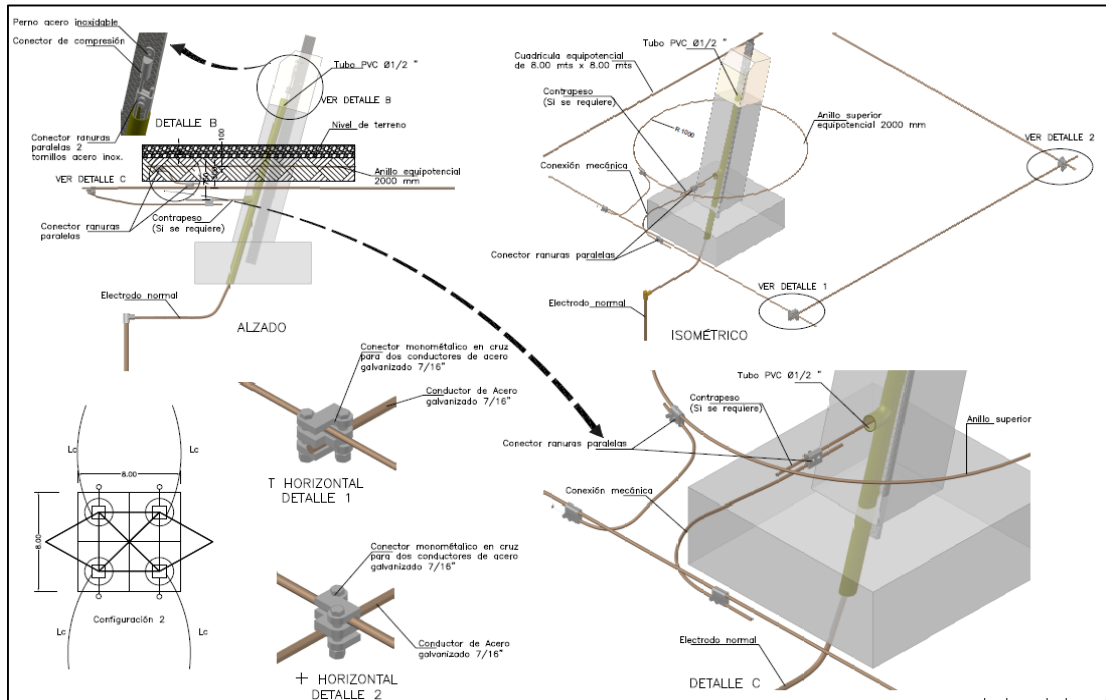 Perno acero inoxidable
Conector de compresión
Tubo PVC Ø1/2 "
VER DETALLE B
DETALLE B
Conector ranuras
paralelas 2
tornillos acero inox.
Nivel de terreno
100
VER DETALLE C
Anillo equipotencial
2000 mm
Conector ranuras
paralelas
Contrapeso
(Si se requiere)
Electrodo normal
ALZADO
Tubo PVC Ø1/2 "
Cuadrícula equipotencial
de 8.00 mts x 8.00 mts
Contrapeso
(Si se requiere)
R 1000
Anillo superior
equipotencial 2000 mm
VER DETALLE 2
Conexión mecánica
Conector ranuras paralelas
VER DETALLE 1
Electrodo normal
ISOMÉTRICO
Conector monometálico en cruz
para dos conductores de acero
galvanizado 7/16"
Conductor de Acero
galvanizado 7/16"
T HORIZONTAL
DETALLE 1
Conector monometálico en cruz
para dos conductores de acero
galvanizado 7/16"
Conductor de Acero
galvanizado 7/16"
+ HORIZONTAL
DETALLE 2
Lc
Lc
8.00
8.00
Lc
Lc
Configuración 2
Tubo PVC Ø1/2 "
Contrapeso
(Si se requiere)
Anillo superior
Conector ranuras paralelas
Conexión mecánica
Electrodo normal
DETALLE C